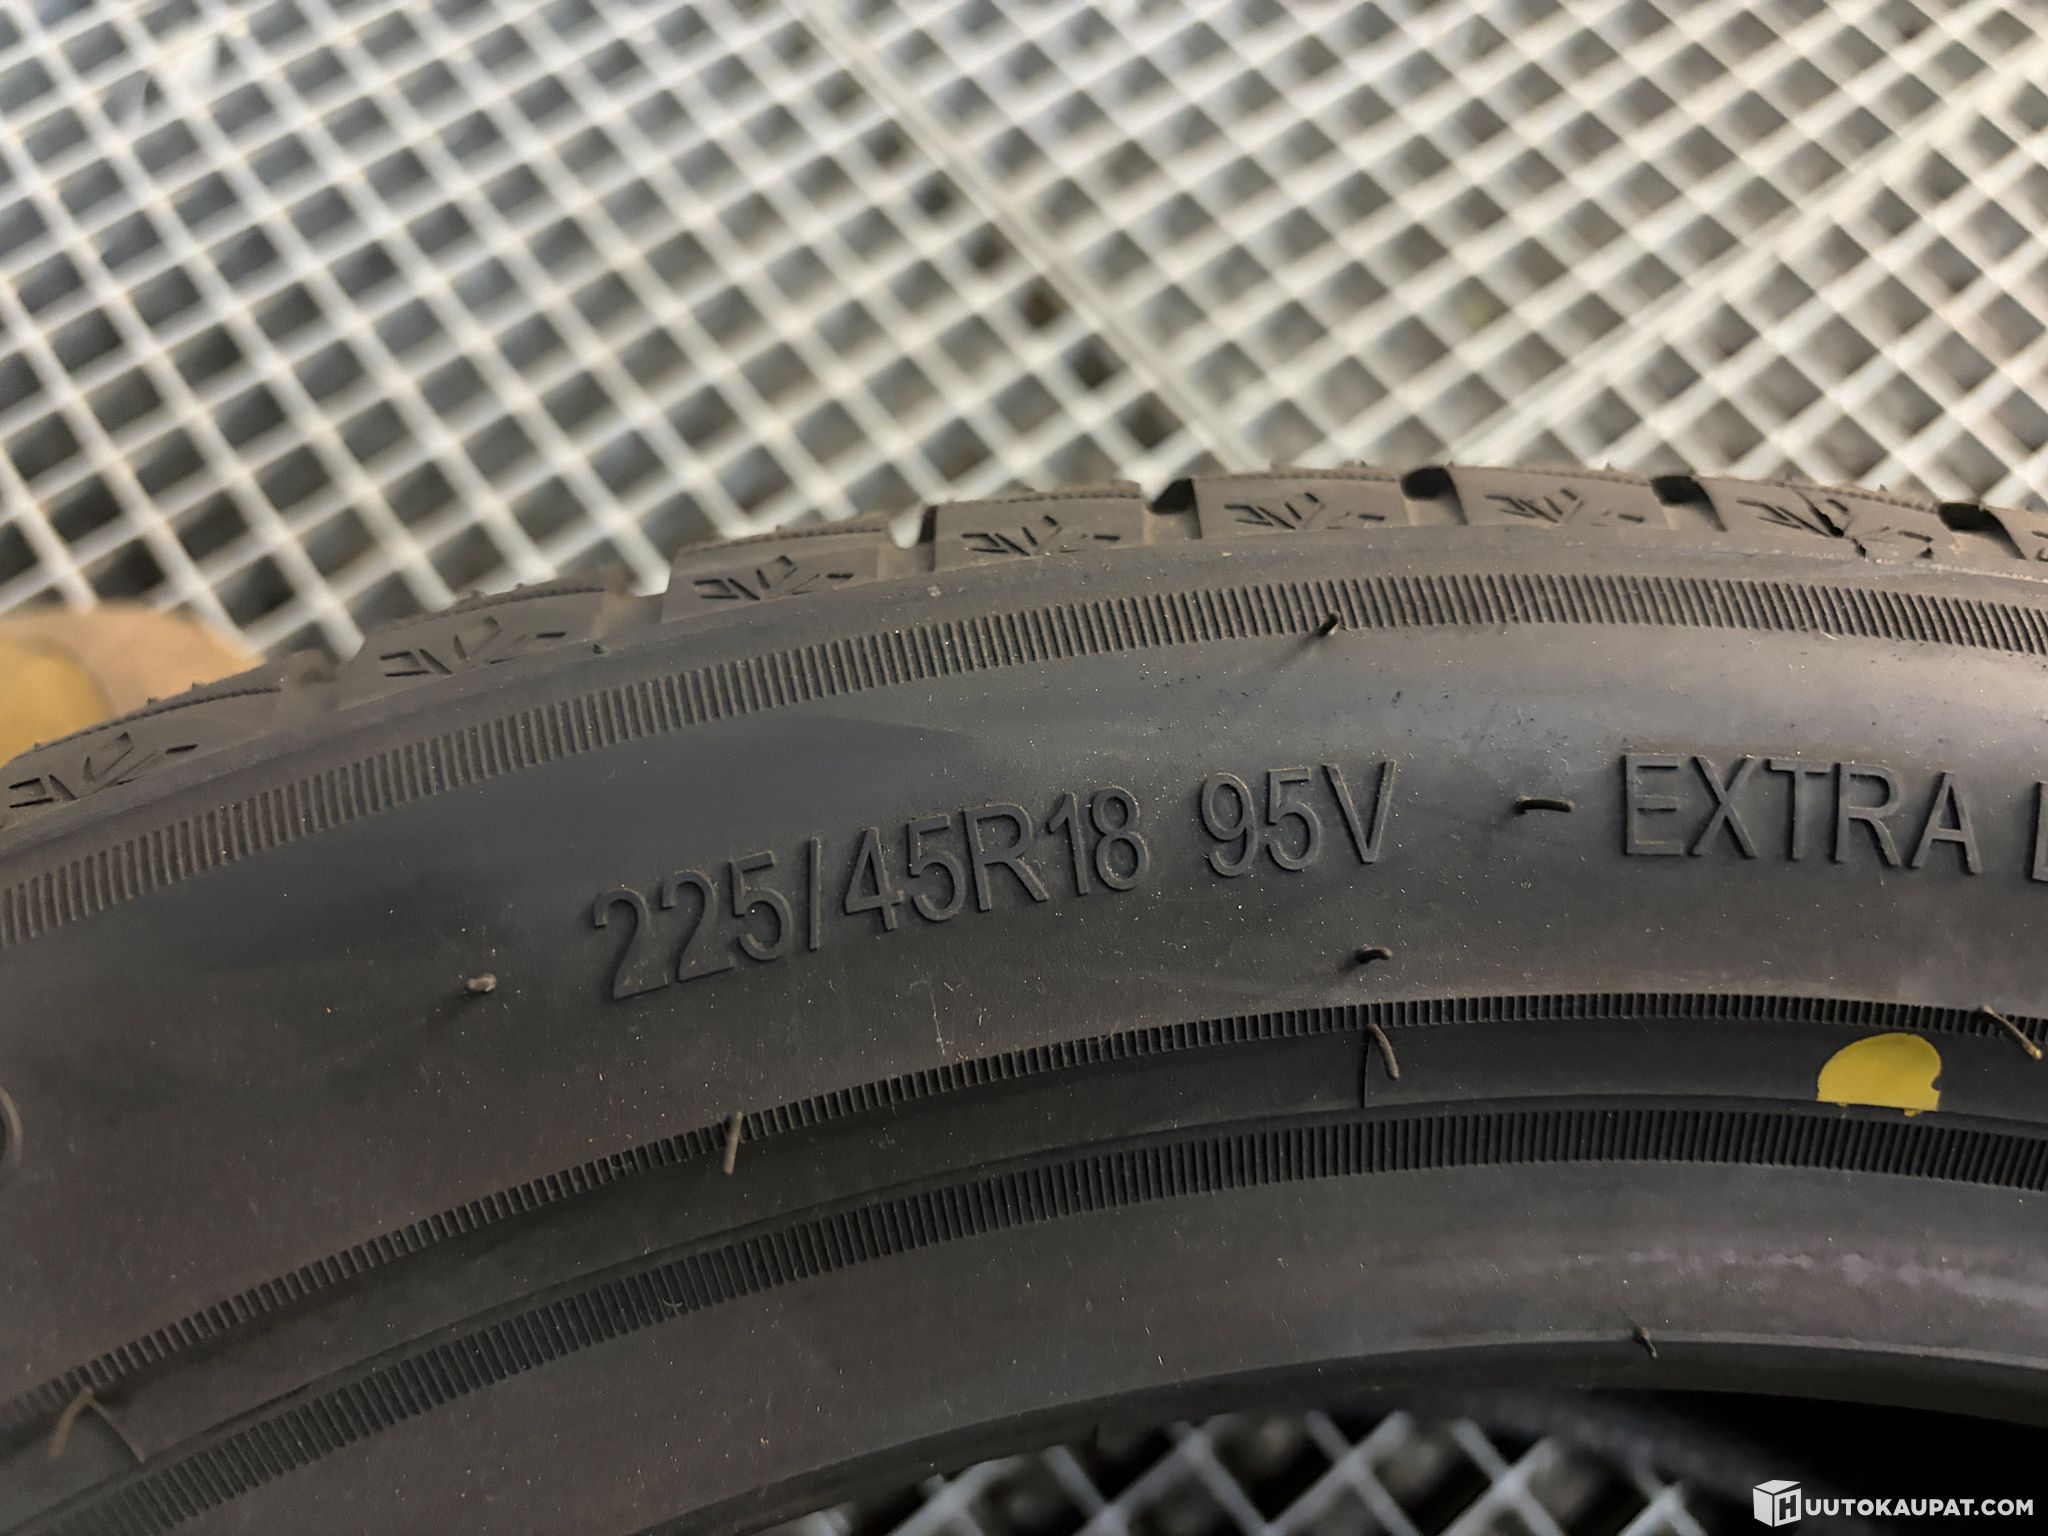 225/45R18 95V - EXTRA L
HUUTOKAUPAT.COM